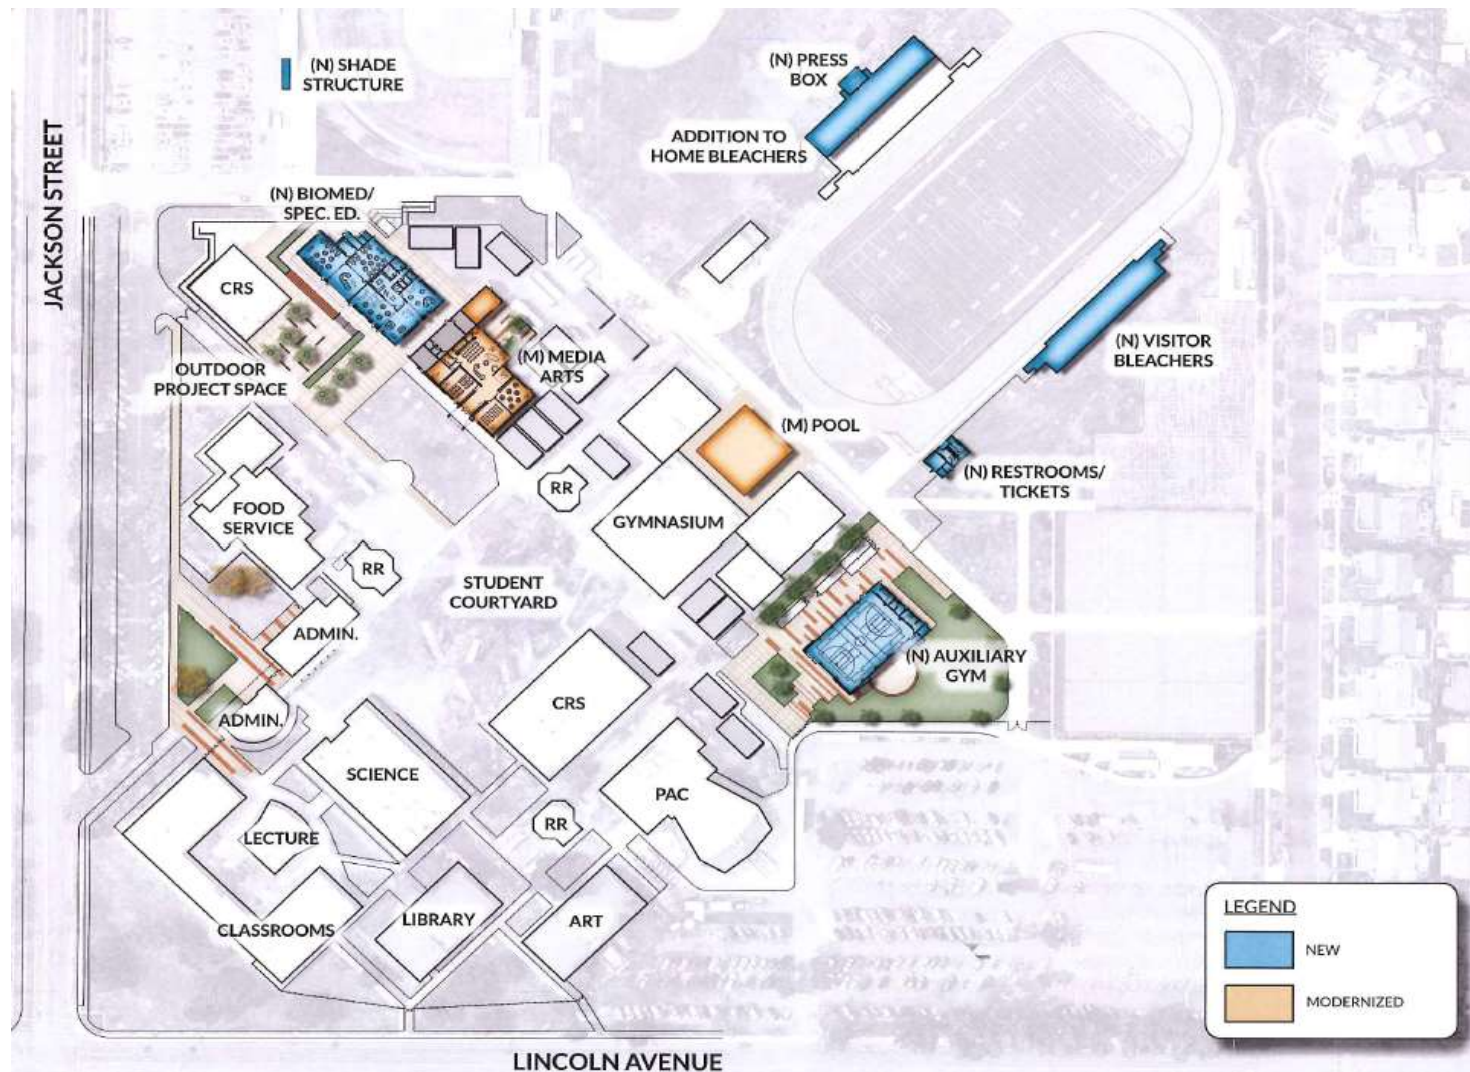 (N) SHADE
STRUCTURE
(N) PRESS
BOX
ADDITION TO
HOME BLEACHERS
JACKSON STREET
(N) BIOMED/
SPEC. ED.
CRS
OUTDOOR
PROJECT SPACE
(M) MEDIA
ARTS
(N) VISITOR
BLEACHERS
(M) POOL
(N) RESTROOMS/
TICKETS
RR
FOOD
SERVICE
GYMNASIUM
RR
STUDENT
COURTYARD
ADMIN.
(N) AUXILIARY
GYM
ADMIN.
CRS
SCIENCE
PAC
RR
LECTURE
CLASSROOMS
LIBRARY
ART
LEGEND
NEW
MODERNIZED
LINCOLN AVENUE